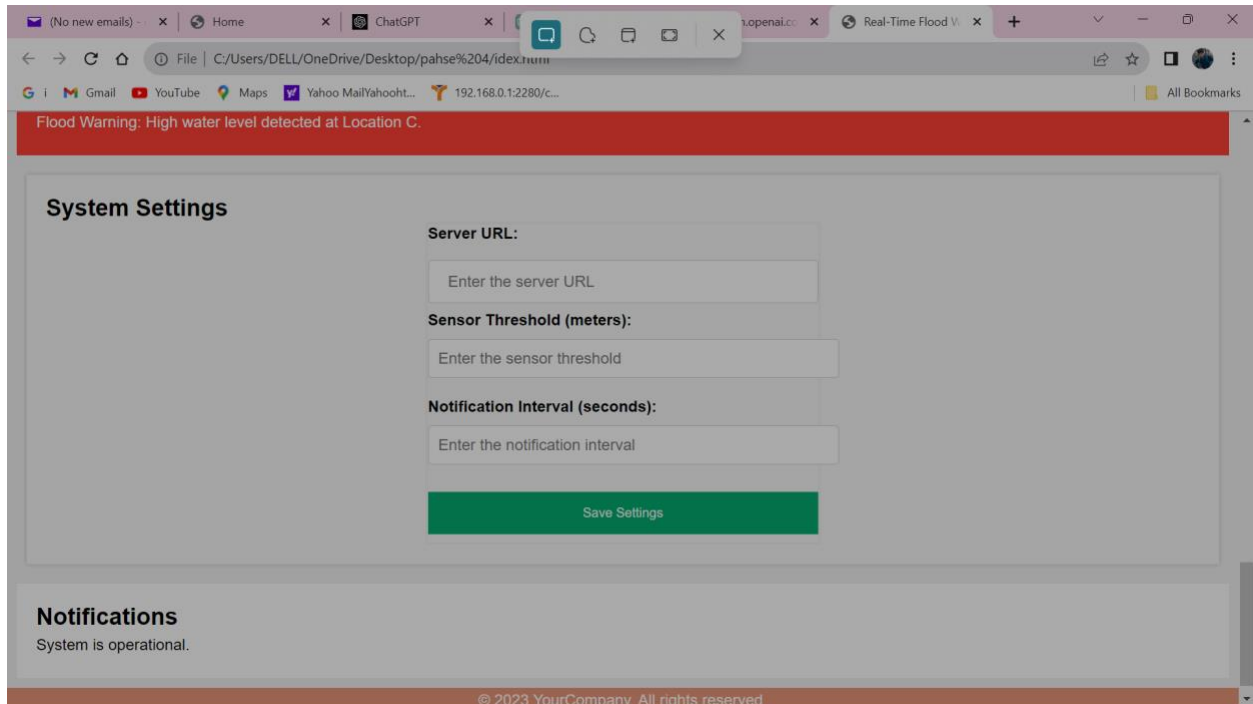 (No new emails) -
Home
ChatGPT
n.openai.co
Real-Time Flood W
File | C:/Users/DELL/OneDrive/Desktop/pahse%204/idex.html
G i Gmail YouTube Maps Yahoo MailYahooht... 192.168.0.1:2280/c... All Bookmarks
Flood Warning: High water level detected at Location C.
System Settings
Server URL:
Enter the server URL
Sensor Threshold (meters):
Enter the sensor threshold
Notification Interval (seconds):
Enter the notification interval
Save Settings
Notifications
System is operational.
© 2023 YourCompany. All rights reserved